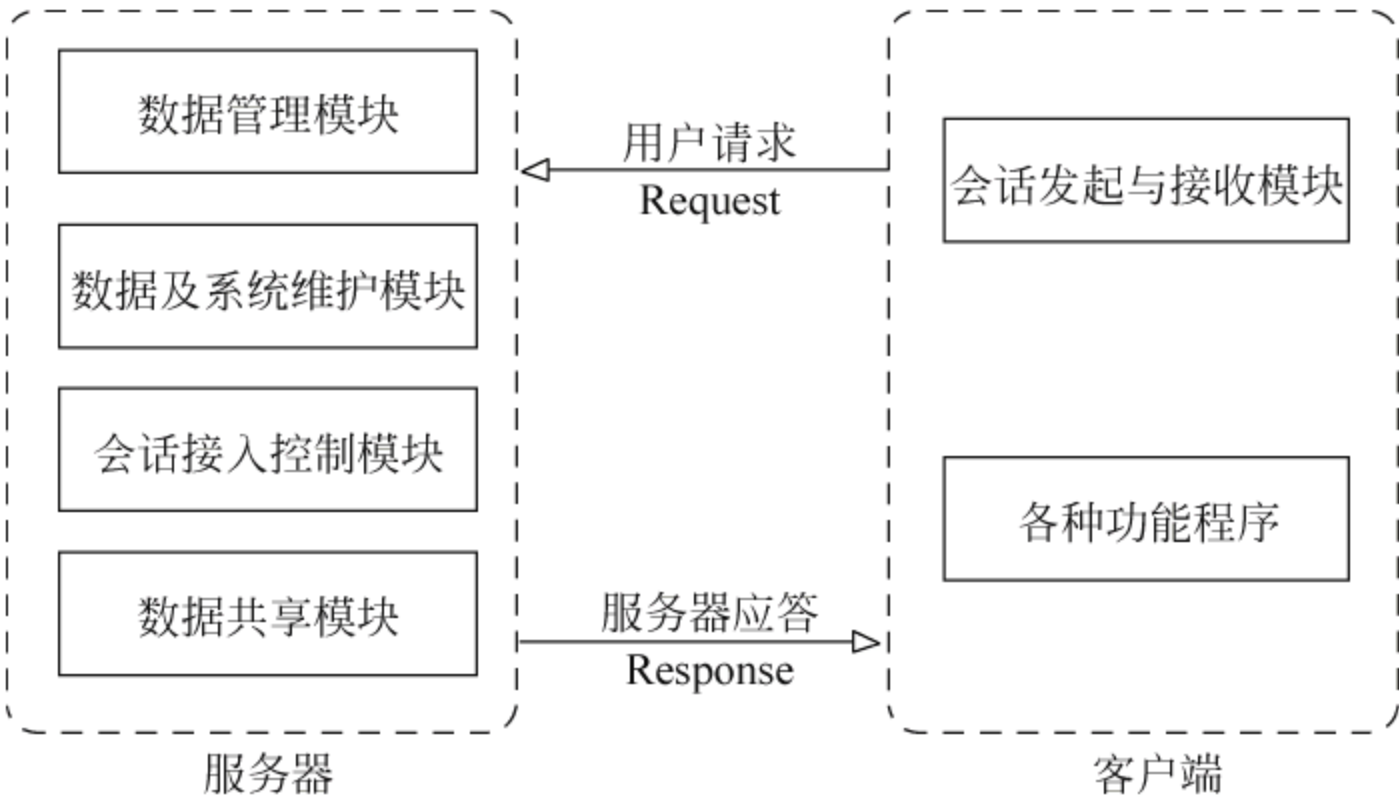 数据管理模块
数据及系统维护模块
会话接入控制模块
数据共享模块
服务器
用户请求
Request
服务器应答
Response
会话发起与接收模块
各种功能程序
客户端